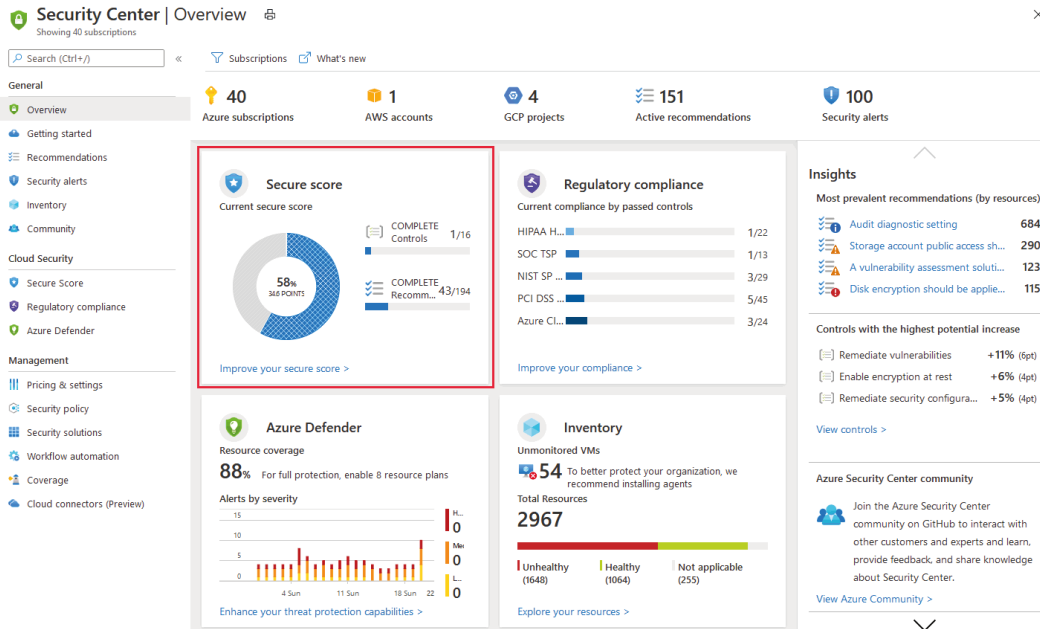 Security Center | Overview
Showing 40 subscriptions
Search (Ctrl+/)
«
General
Overview
Getting started
Recommendations
Security alerts
Inventory
Community
Cloud Security
Secure Score
Regulatory compliance
Azure Defender
Management
Pricing & settings
Security policy
Security solutions
Workflow automation
Coverage
Cloud connectors (Preview)
Subscriptions
What's new
40
Azure subscriptions
1
AWS accounts
4
GCP projects
151
Active recommendations
100
Security alerts
Secure score
Current secure score
58%
34.6 POINTS
COMPLETE
Controls 1/16
COMPLETE
Recomm... 43/194
Improve your secure score >
Regulatory compliance
Current compliance by passed controls
HIPAA H... 1/22
SOC TSP 1/13
NIST SP ... 3/29
PCI DSS ... 5/45
Azure Cl... 3/24
Improve your compliance >
Azure Defender
Resource coverage
88% For full protection, enable 8 resource plans
Alerts by severity
15
10
5
0
4 Sun 11 Sun 18 Sun 22
H...
0
Me
0
L...
0
Enhance your threat protection capabilities >
Inventory
Unmonitored VMs
54 To better protect your organization, we
recommend installing agents
Total Resources
2967
Unhealthy
(1648)
Healthy
(1064)
Not applicable
(255)
Explore your resources >
Insights
Most prevalent recommendations (by resources)
Audit diagnostic setting 684
Storage account public access sh... 290
A vulnerability assessment soluti... 123
Disk encryption should be applie... 115
Controls with the highest potential increase
Remediate vulnerabilities +11% (6pt)
Enable encryption at rest +6% (4pt)
Remediate security configura... +5% (4pt)
View controls >
Azure Security Center community
Join the Azure Security Center
community on GitHub to interact with
other customers and experts and learn,
provide feedback, and share knowledge
about Security Center.
View Azure Community >